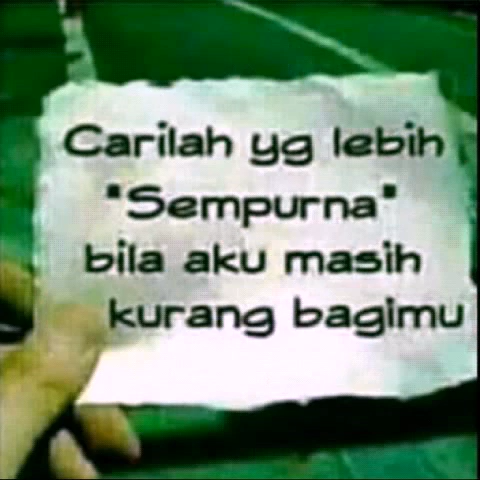 Carilah yg lebih
"Sempurna"
bila aku masih
kurang bagimu